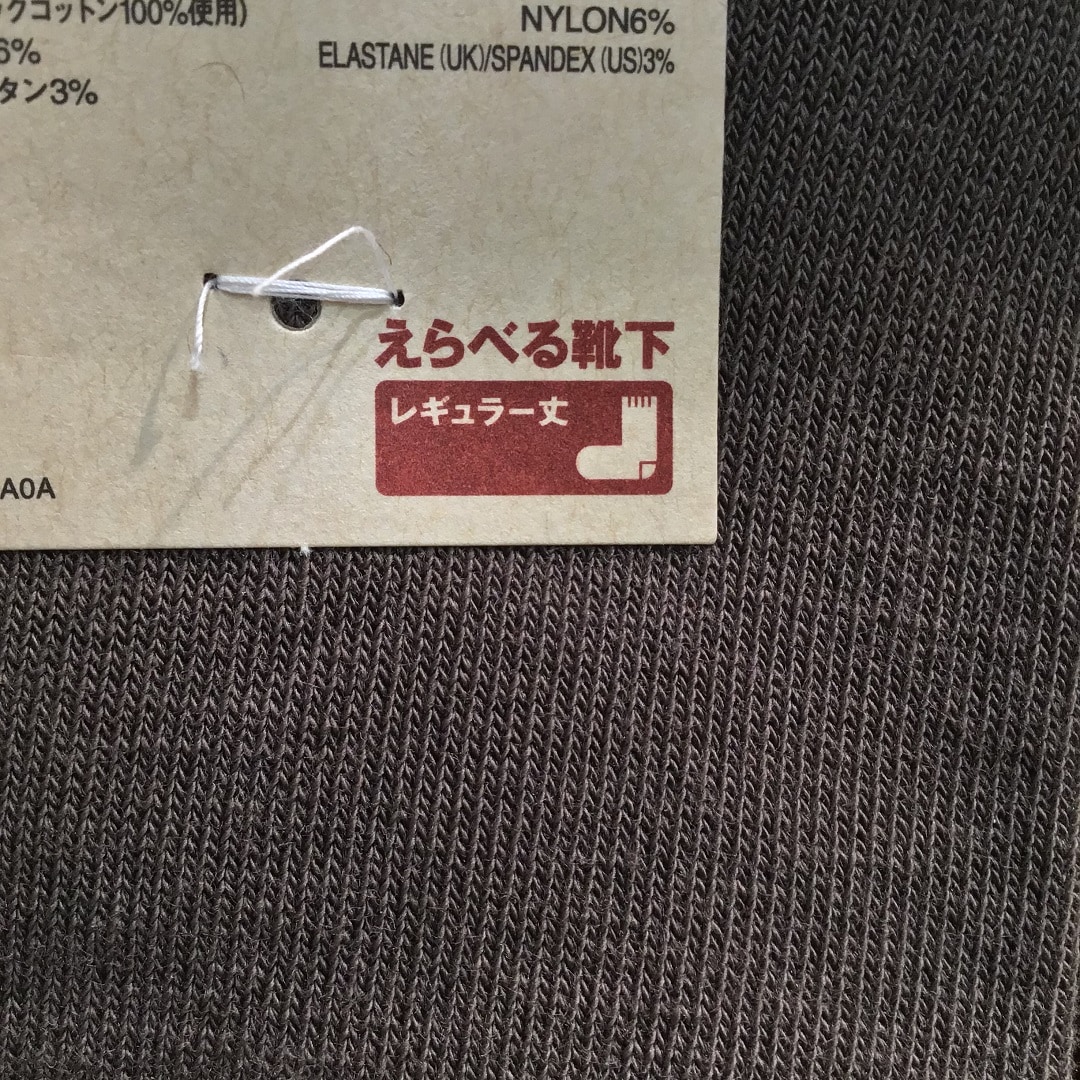 ックコットン100%使用)
6%
タン3%
NYLON6%
ELASTANE (UK)/SPANDEX (US)3%
えらべる靴下
レギュラー丈
A0A